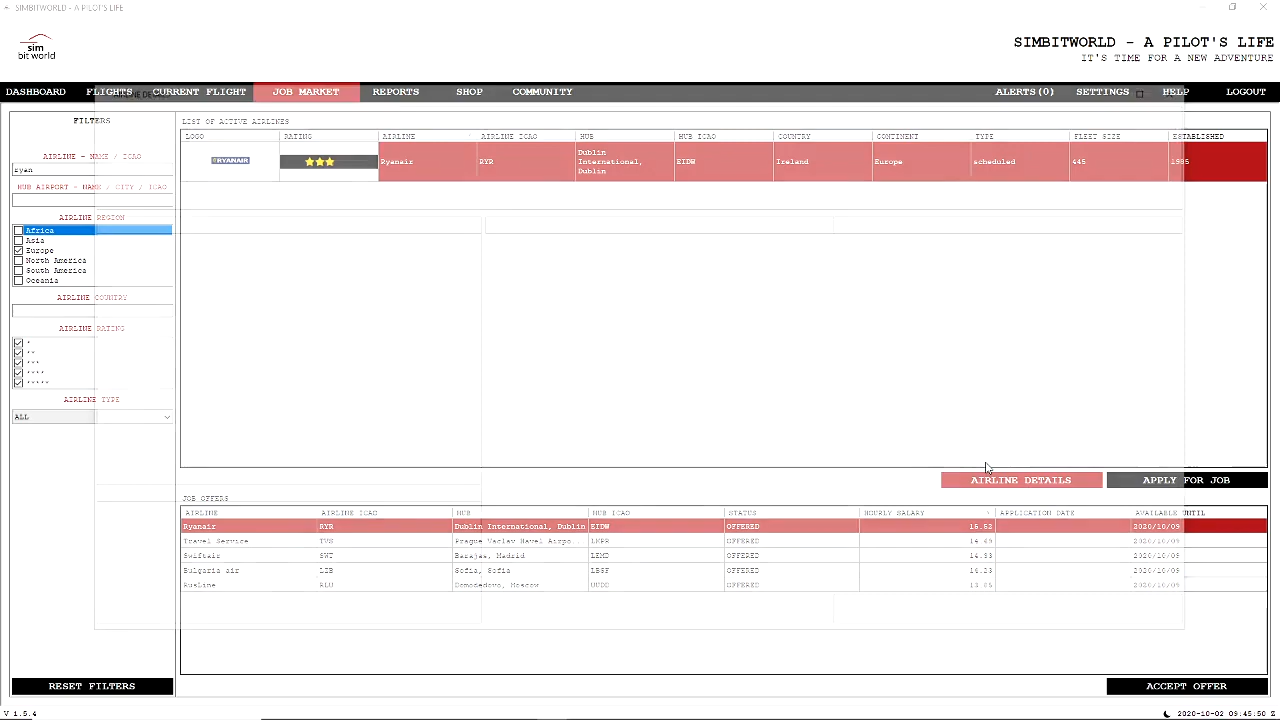 SIMBITWORLD - A PILOT'S LIFE
sim
bit world
SIMBITWORLD - A PILOT'S LIFE
IT'S TIME FOR A NEW ADVENTURE
DASHBOARD FLIGHTS CURRENT FLIGHT JOB MARKET REPORTS SHOP COMMUNITY ALERTS(0) SETTINGS HELP LOGOUT
FILTERS
AIRLINE - NAME / ICAO
ryan
HUB AIRPORT - NAME / CITY / ICAO
AIRLINE REGION
Africa
Asia
Europe
North America
South America
Oceania
AIRLINE COUNTRY
AIRLINE RATING
*
**
***
****
*****
AIRLINE TYPE
ALL
RESET FILTERS
LIST OF ACTIVE AIRLINES
LOGO RATING AIRLINE AIRLINE ICAO HUB HUB ICAO COUNTRY CONTINENT TYPE FLEET SIZE ESTABLISHED
RYANAIR Ryanair RYR Dublin International, Dublin EIDW Ireland Europe scheduled 445
AIRLINE DETAILS APPLY FOR JOB
JOB OFFERS
AIRLINE AIRLINE ICAO HUB HUB ICAO STATUS HOURLY SALARY APPLICATION DATE AVAILABLE UNTIL
Ryanair RYR Dublin International, Dublin EIDW OFFERED 2020/10/09
Travel Service TVS Prague Vaclav Havel Airpo... LKPR OFFERED 2020/10/09
Swiftair SWT Barajas, Madrid LEMD OFFERED 2020/10/09
Bulgaria air LZB Sofia, Sofia LBSF OFFERED 2020/10/09
RusLine RLU Domodedovo, Moscow UUDD OFFERED 2020/10/09
ACCEPT OFFER
V 1.5.4
2020-10-02 09:45:50 Z